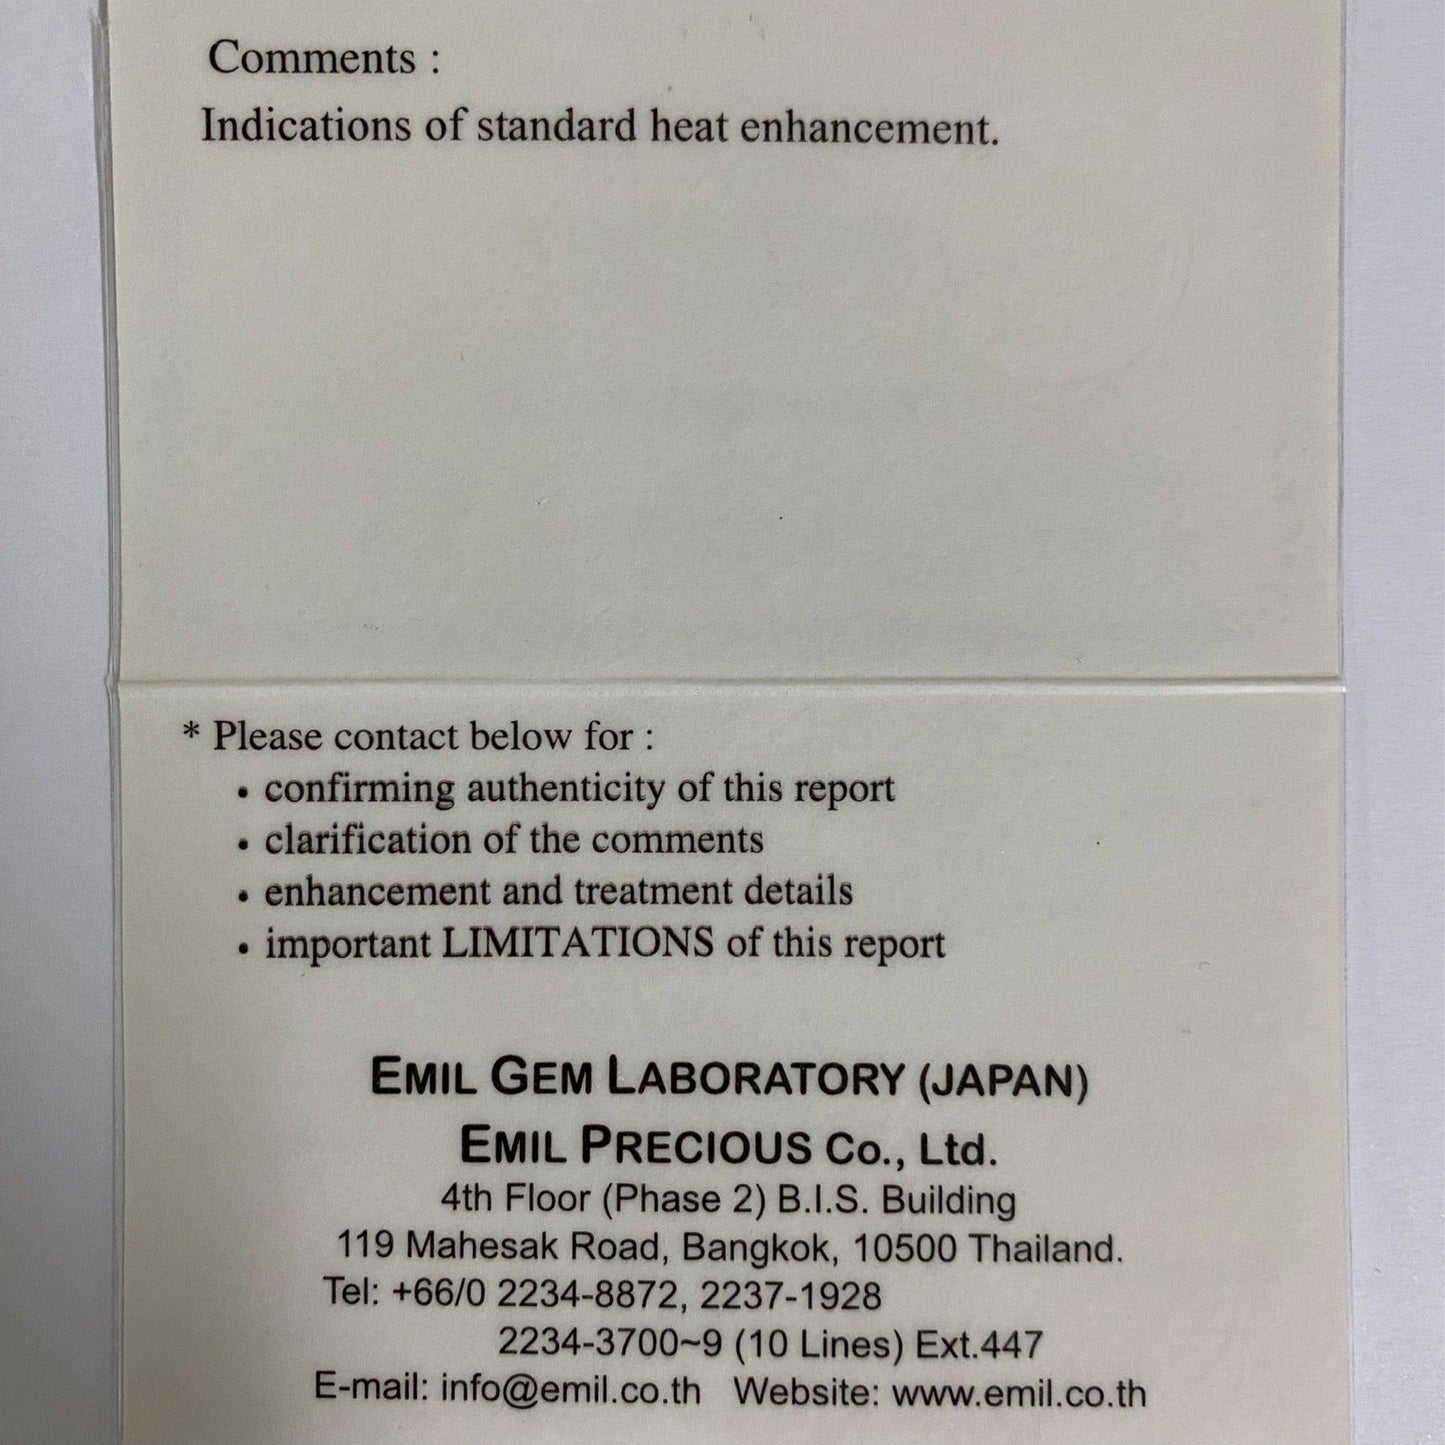 Comments :
Indications of standard heat enhancement.
* Please contact below for :
• confirming authenticity of this report
• clarification of the comments
• enhancement and treatment details
• important LIMITATIONS of this report
EMIL GEM LABORATORY (JAPAN)
EMIL PRECIOUS Co., Ltd.
4th Floor (Phase 2) B.I.S. Building
119 Mahesak Road, Bangkok, 10500 Thailand.
Tel: +66/0 2234-8872, 2237-1928
2234-3700~9 (10 Lines) Ext.447
E-mail: info@emil.co.th Website: www.emil.co.th